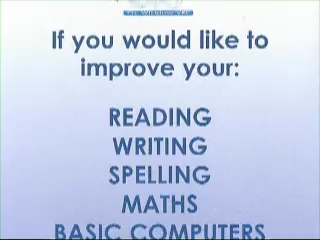 If you would like to
improve your:
READING
WRITING
SPELLING
MATHS
BASIC COMPUTERS